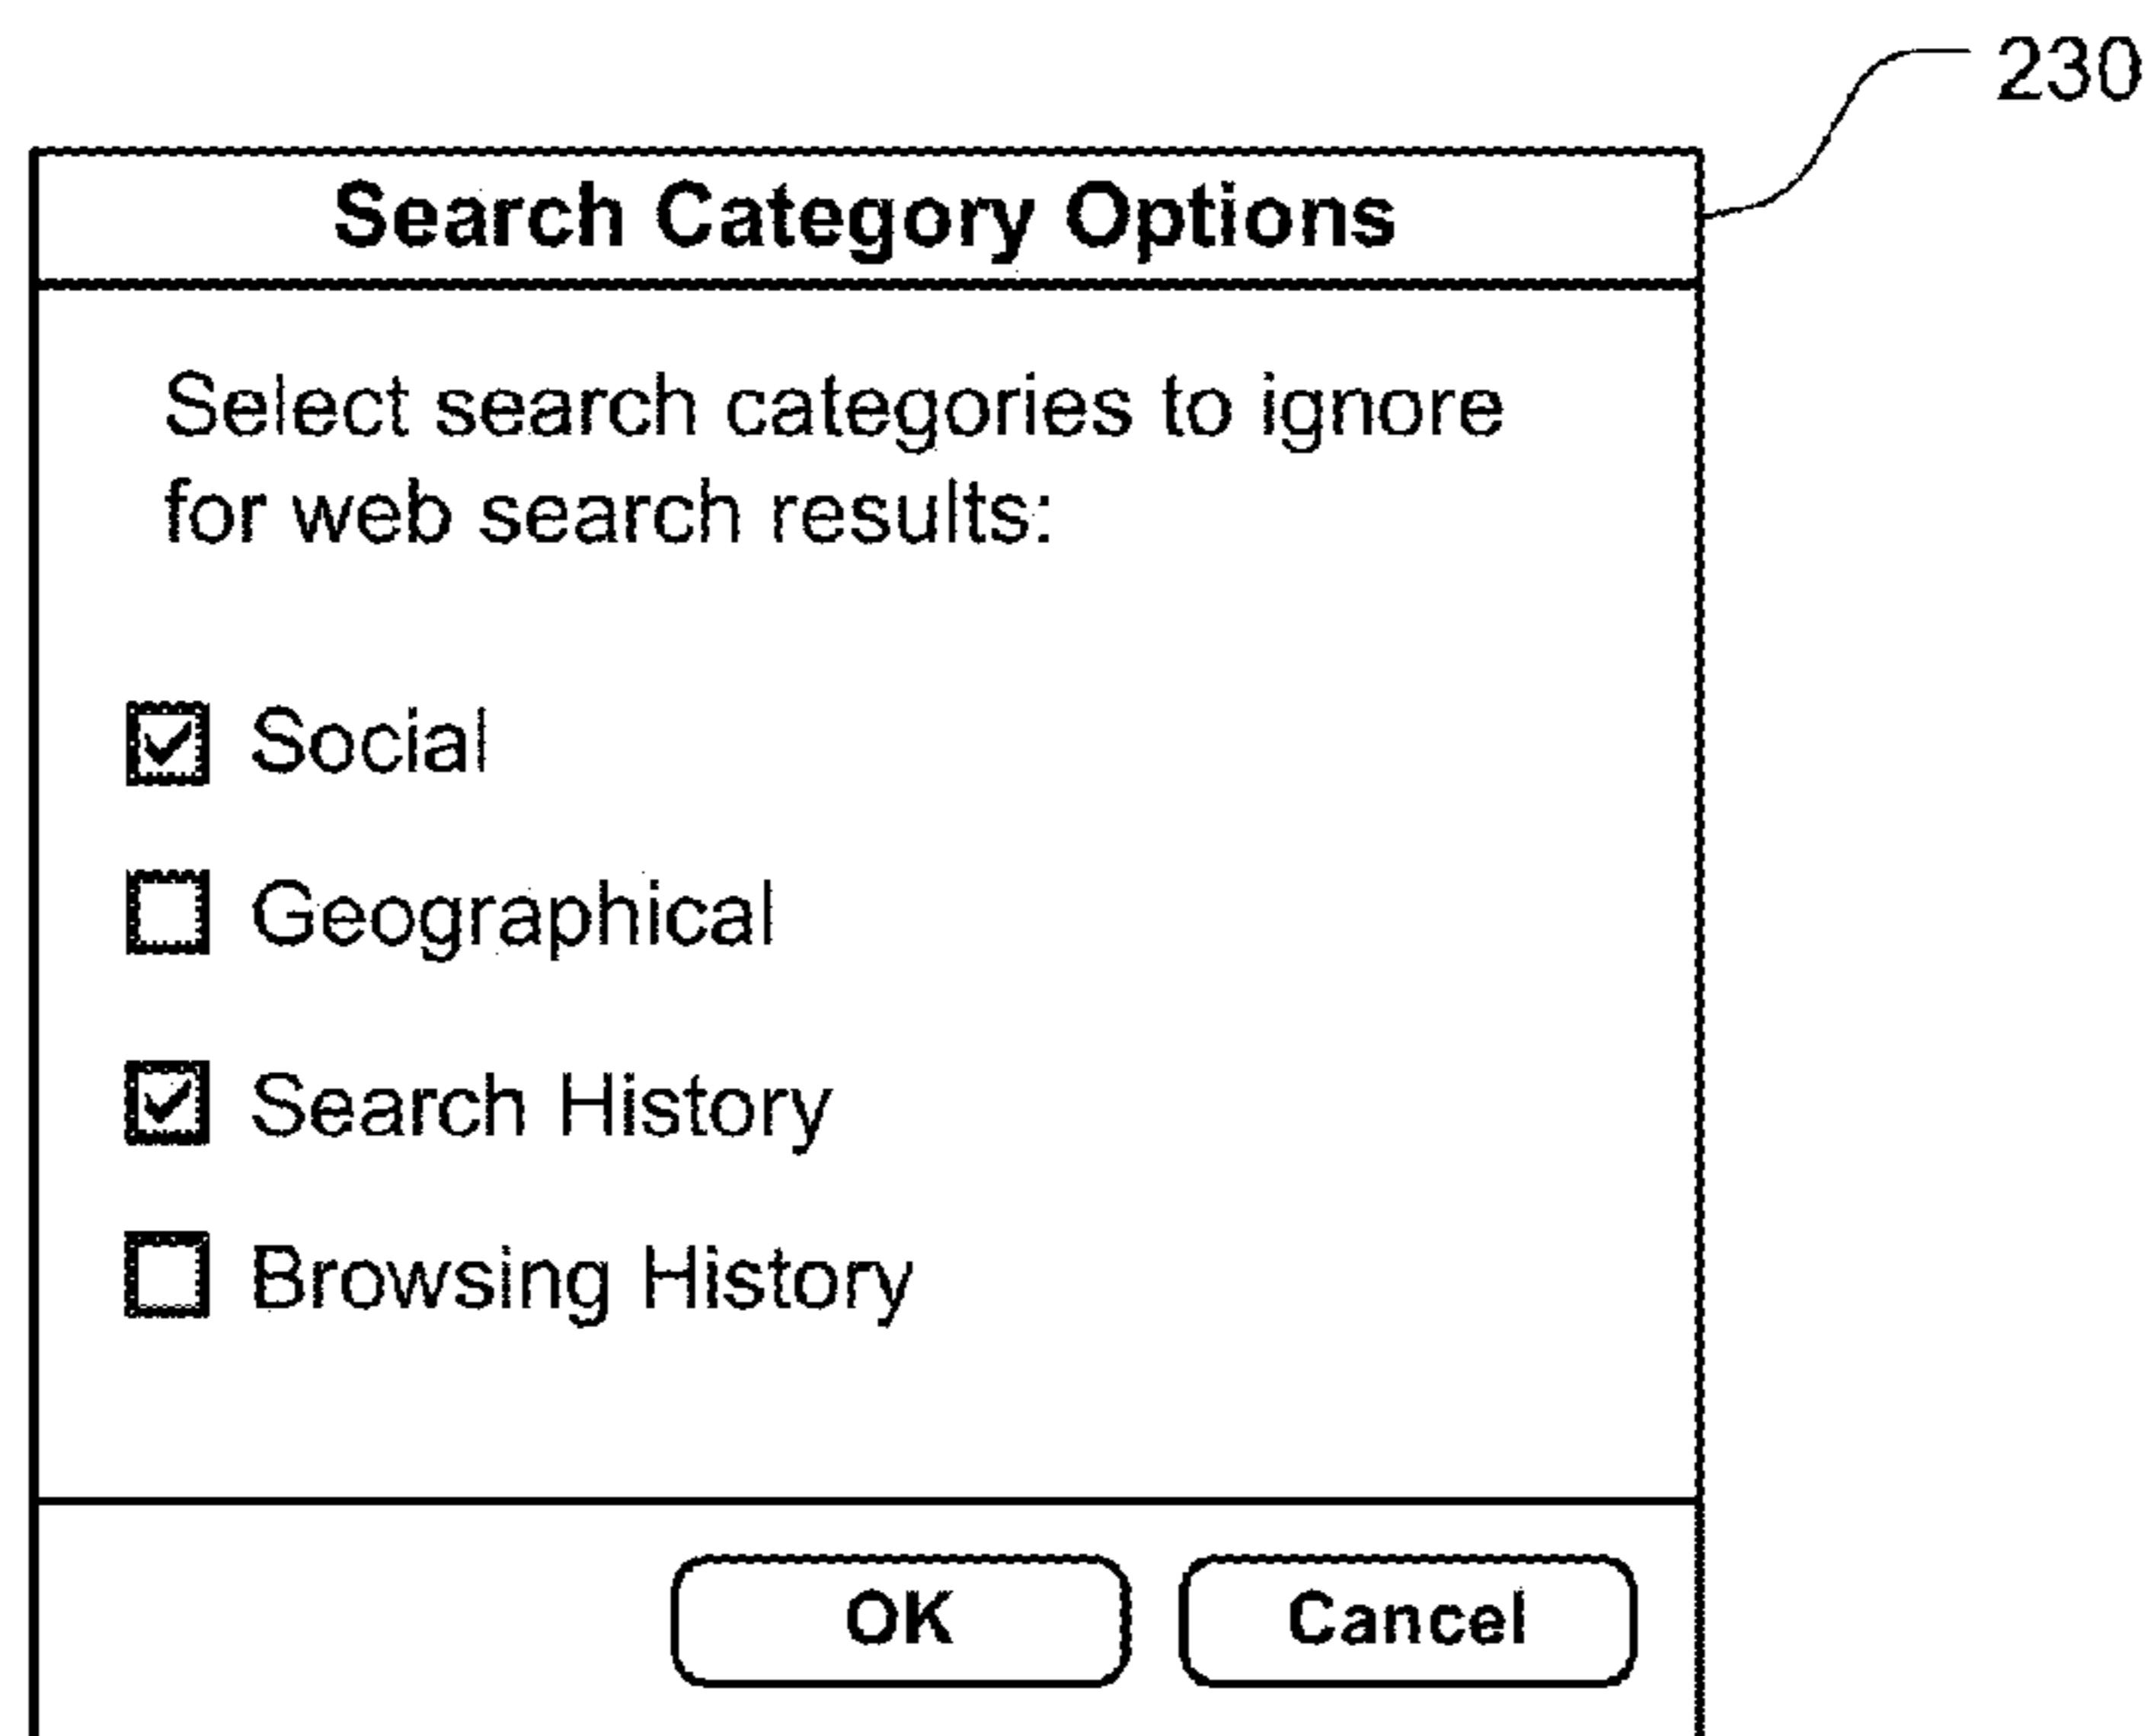 230
Search Category Options
Select search categories to ignore
for web search results:
Social
Geographical
Search History
Browsing History
OK Cancel